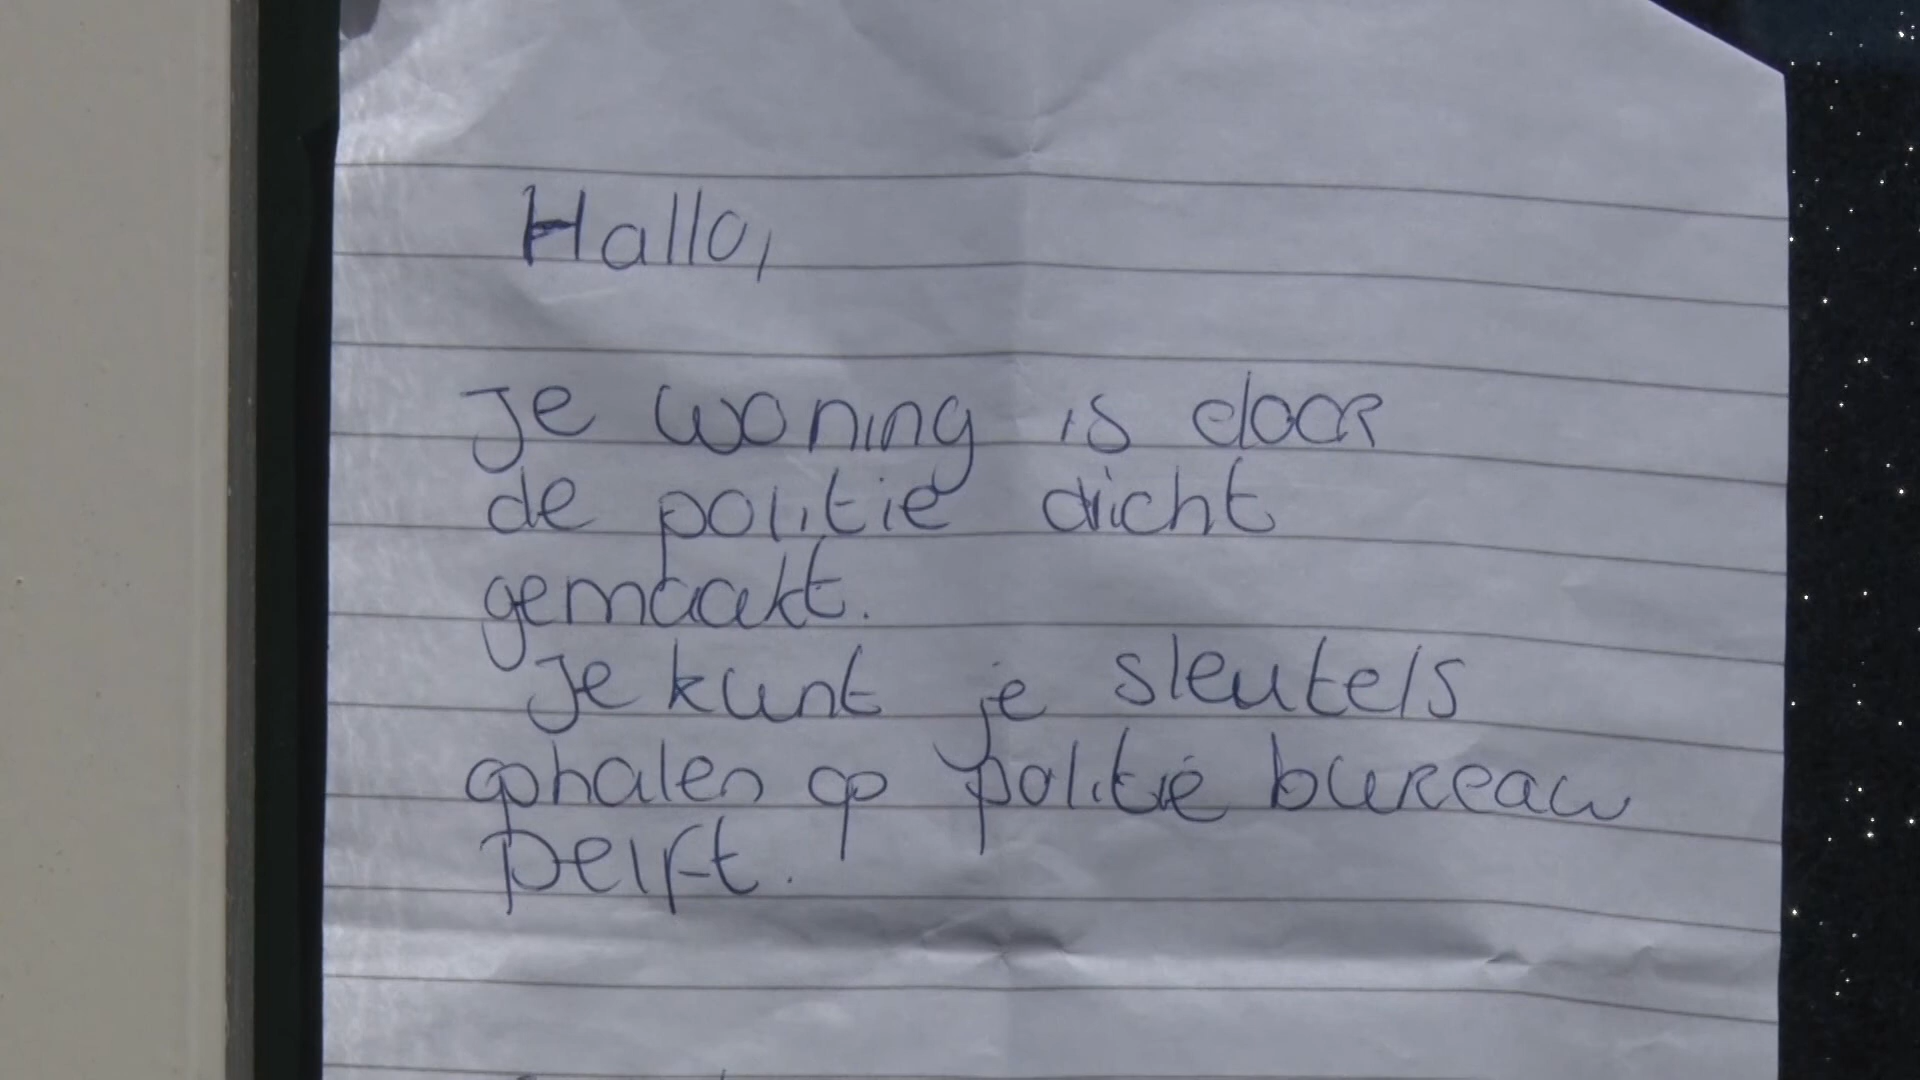 Hallo,
Je woning is door
de politie dicht
gemaakt.
Je kunt je sleutels
ophalen op politie bureau
Delft.